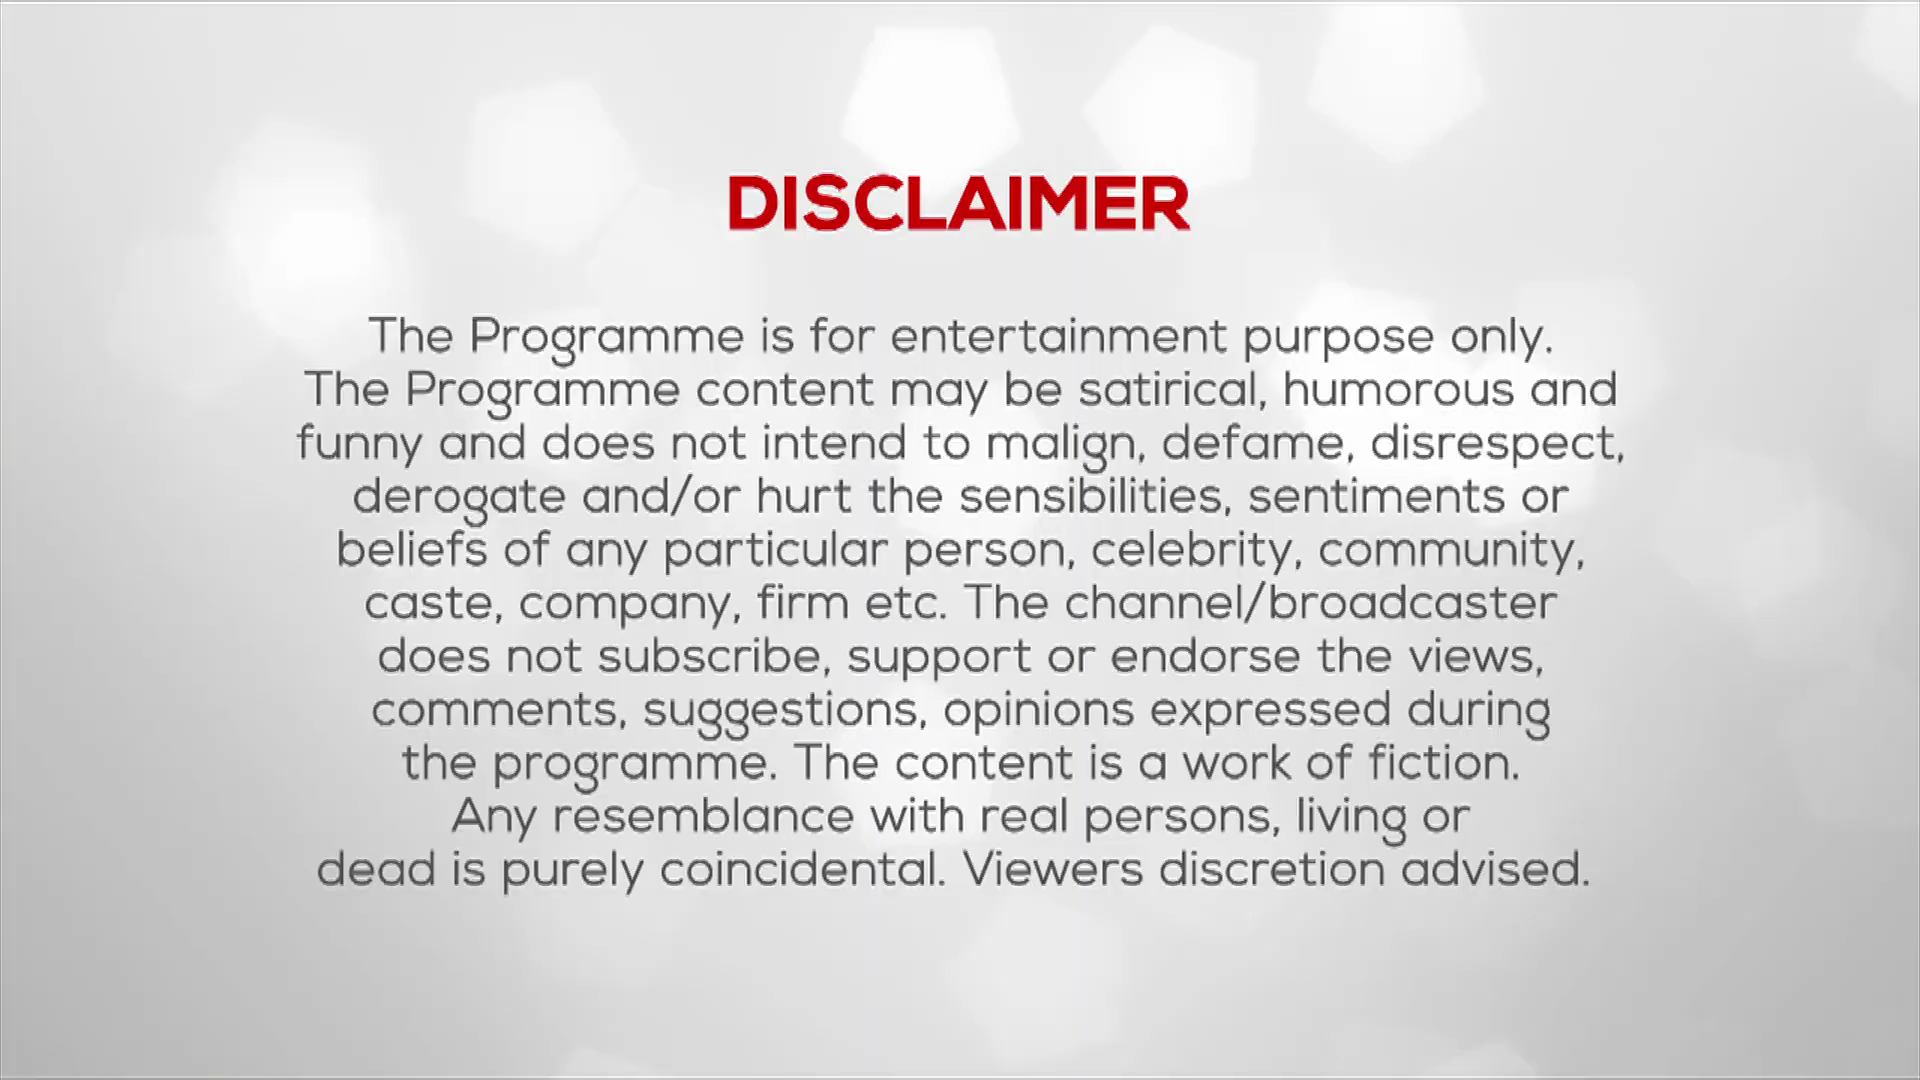 DISCLAIMER
The Programme is for entertainment purpose only.
The Programme content may be satirical, humorous and
funny and does not intend to malign, defame, disrespect,
derogate and/or hurt the sensibilities, sentiments or
beliefs of any particular person, celebrity, community,
caste, company, firm etc. The channel/broadcaster
does not subscribe, support or endorse the views,
comments, suggestions, opinions expressed during
the programme. The content is a work of fiction.
Any resemblance with real persons, living or
dead is purely coincidental. Viewers discretion advised.